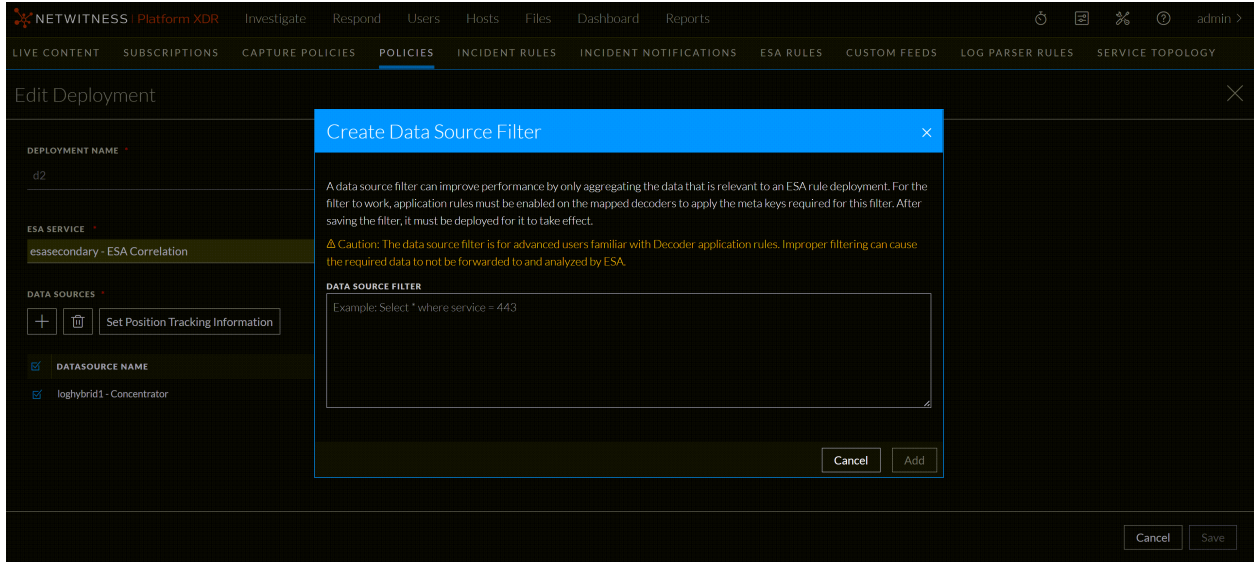 NETWITNESS | Platform XDR Investigate Respond Users Hosts Files Dashboard Reports admin >
LIVE CONTENT SUBSCRIPTIONS CAPTURE POLICIES POLICIES INCIDENT RULES INCIDENT NOTIFICATIONS ESA RULES CUSTOM FEEDS LOG PARSER RULES SERVICE TOPOLOGY
Edit Deployment
DEPLOYMENT NAME *
d2
ESA SERVICE *
esasecondary - ESA Correlation
DATA SOURCES *
Set Position Tracking Information
DATASOURCE NAME
loghybrid1 - Concentrator
Create Data Source Filter
A data source filter can improve performance by only aggregating the data that is relevant to an ESA rule deployment. For the
filter to work, application rules must be enabled on the mapped decoders to apply the meta keys required for this filter. After
saving the filter, it must be deployed for it to take effect.
⚠ Caution: The data source filter is for advanced users familiar with Decoder application rules. Improper filtering can cause
the required data to not be forwarded to and analyzed by ESA.
DATA SOURCE FILTER
Example: Select * where service = 443
Cancel Add
Cancel Save